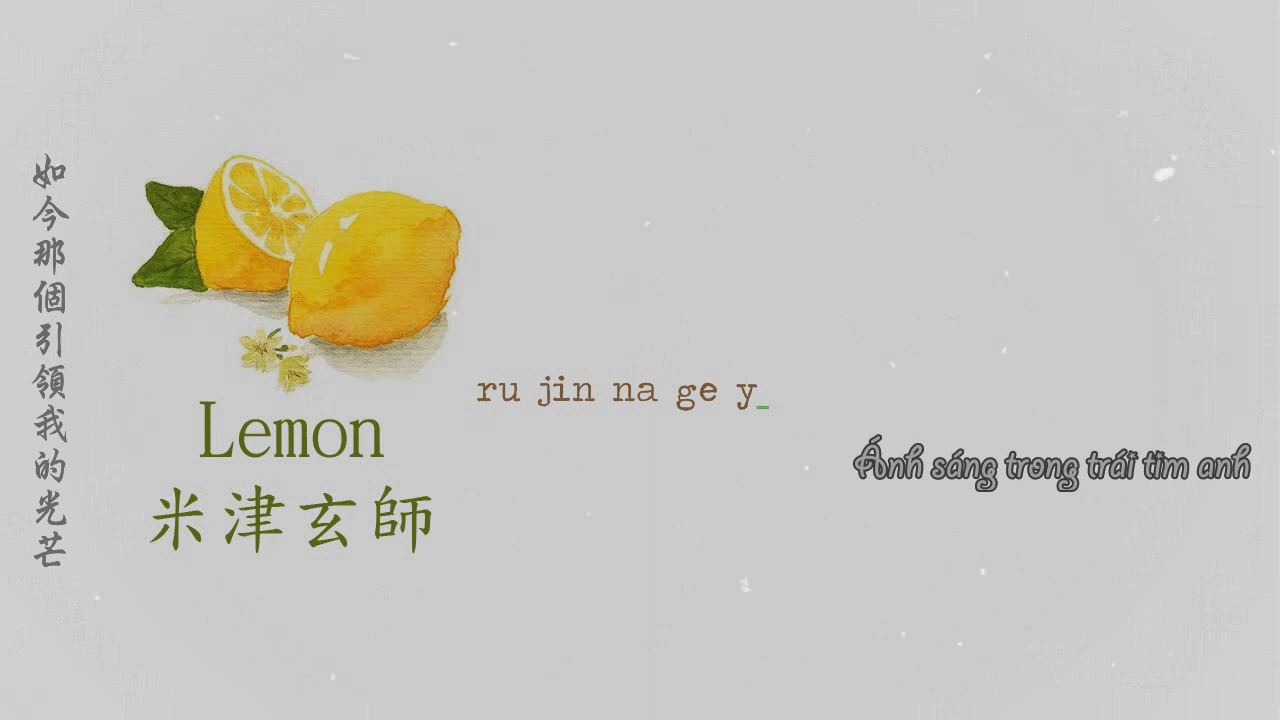 如今那個引領我的光芒
Lemon
米津玄師
ru jin na ge y_
Ánh sáng trong trái tim anh